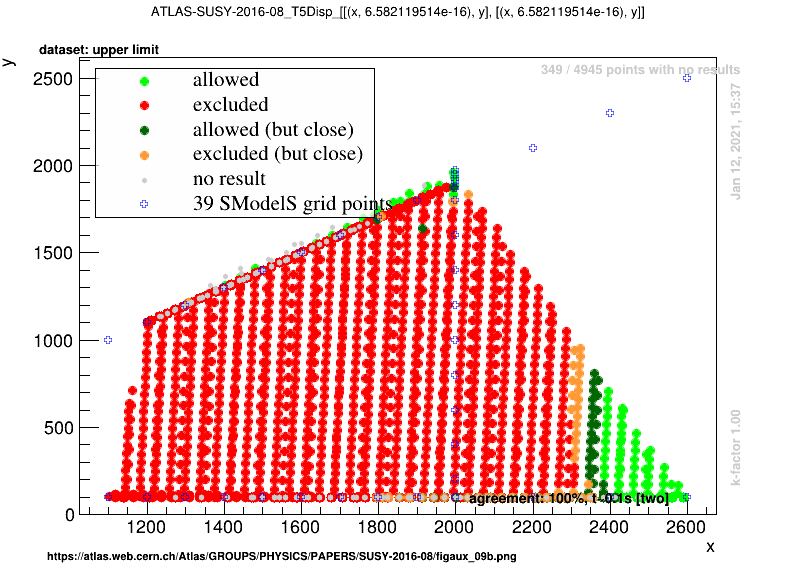 ATLAS-SUSY-2016-08_T5Disp_[[(x, 6.582119514e-16), y], [(x, 6.582119514e-16), y]]
dataset: upper limit
y
349 / 4945 points with no results
allowed
excluded
allowed (but close)
excluded (but close)
no result
39 SModelS grid points
Jan 12, 2021, 15:37
k-factor 1.00
2500
2000
1500
1000
500
0
agreement: 100%, t~0.1s [two]
1200 1400 1600 1800 2000 2200 2400 2600
x
https://atlas.web.cern.ch/Atlas/GROUPS/PHYSICS/PAPERS/SUSY-2016-08/figaux_09b.png